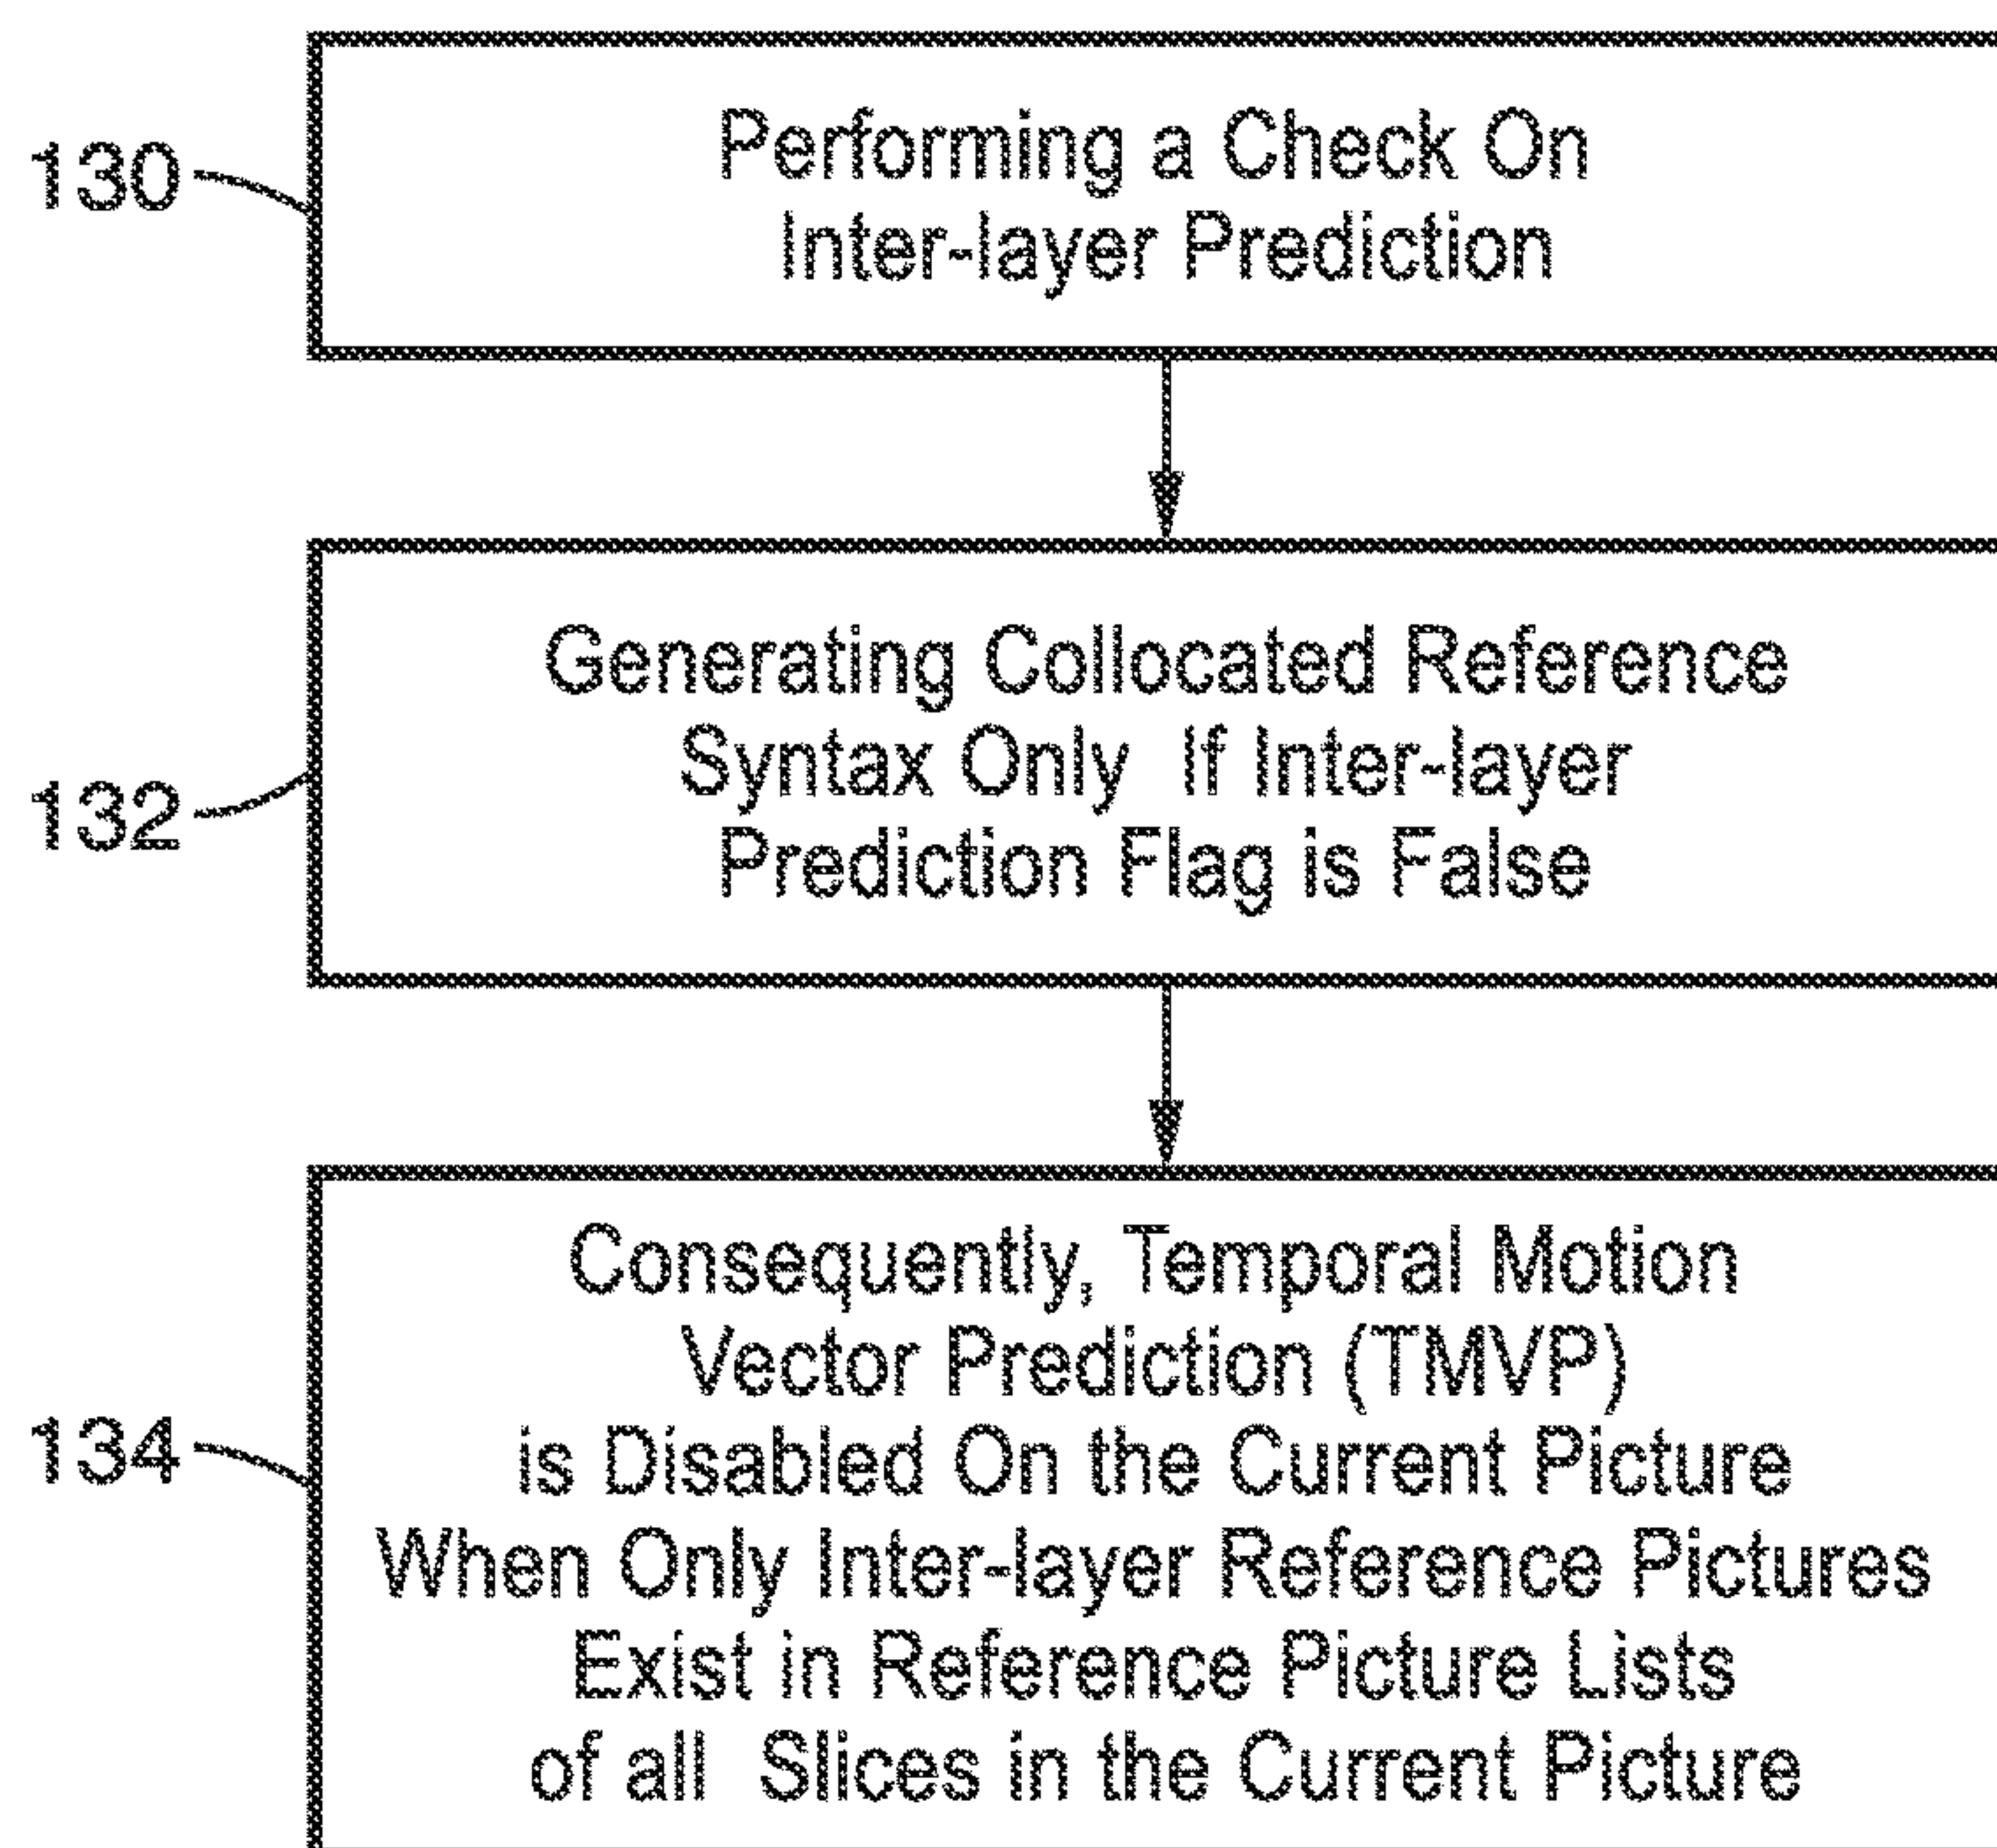 130
Performing a Check On
Inter-layer Prediction
132
Generating Collocated Reference
Syntax Only If Inter-layer
Prediction Flag is False
134
Consequently, Temporal Motion
Vector Prediction (TMVP)
is Disabled On the Current Picture
When Only Inter-layer Reference Pictures
Exist in Reference Picture Lists
of all Slices in the Current Picture